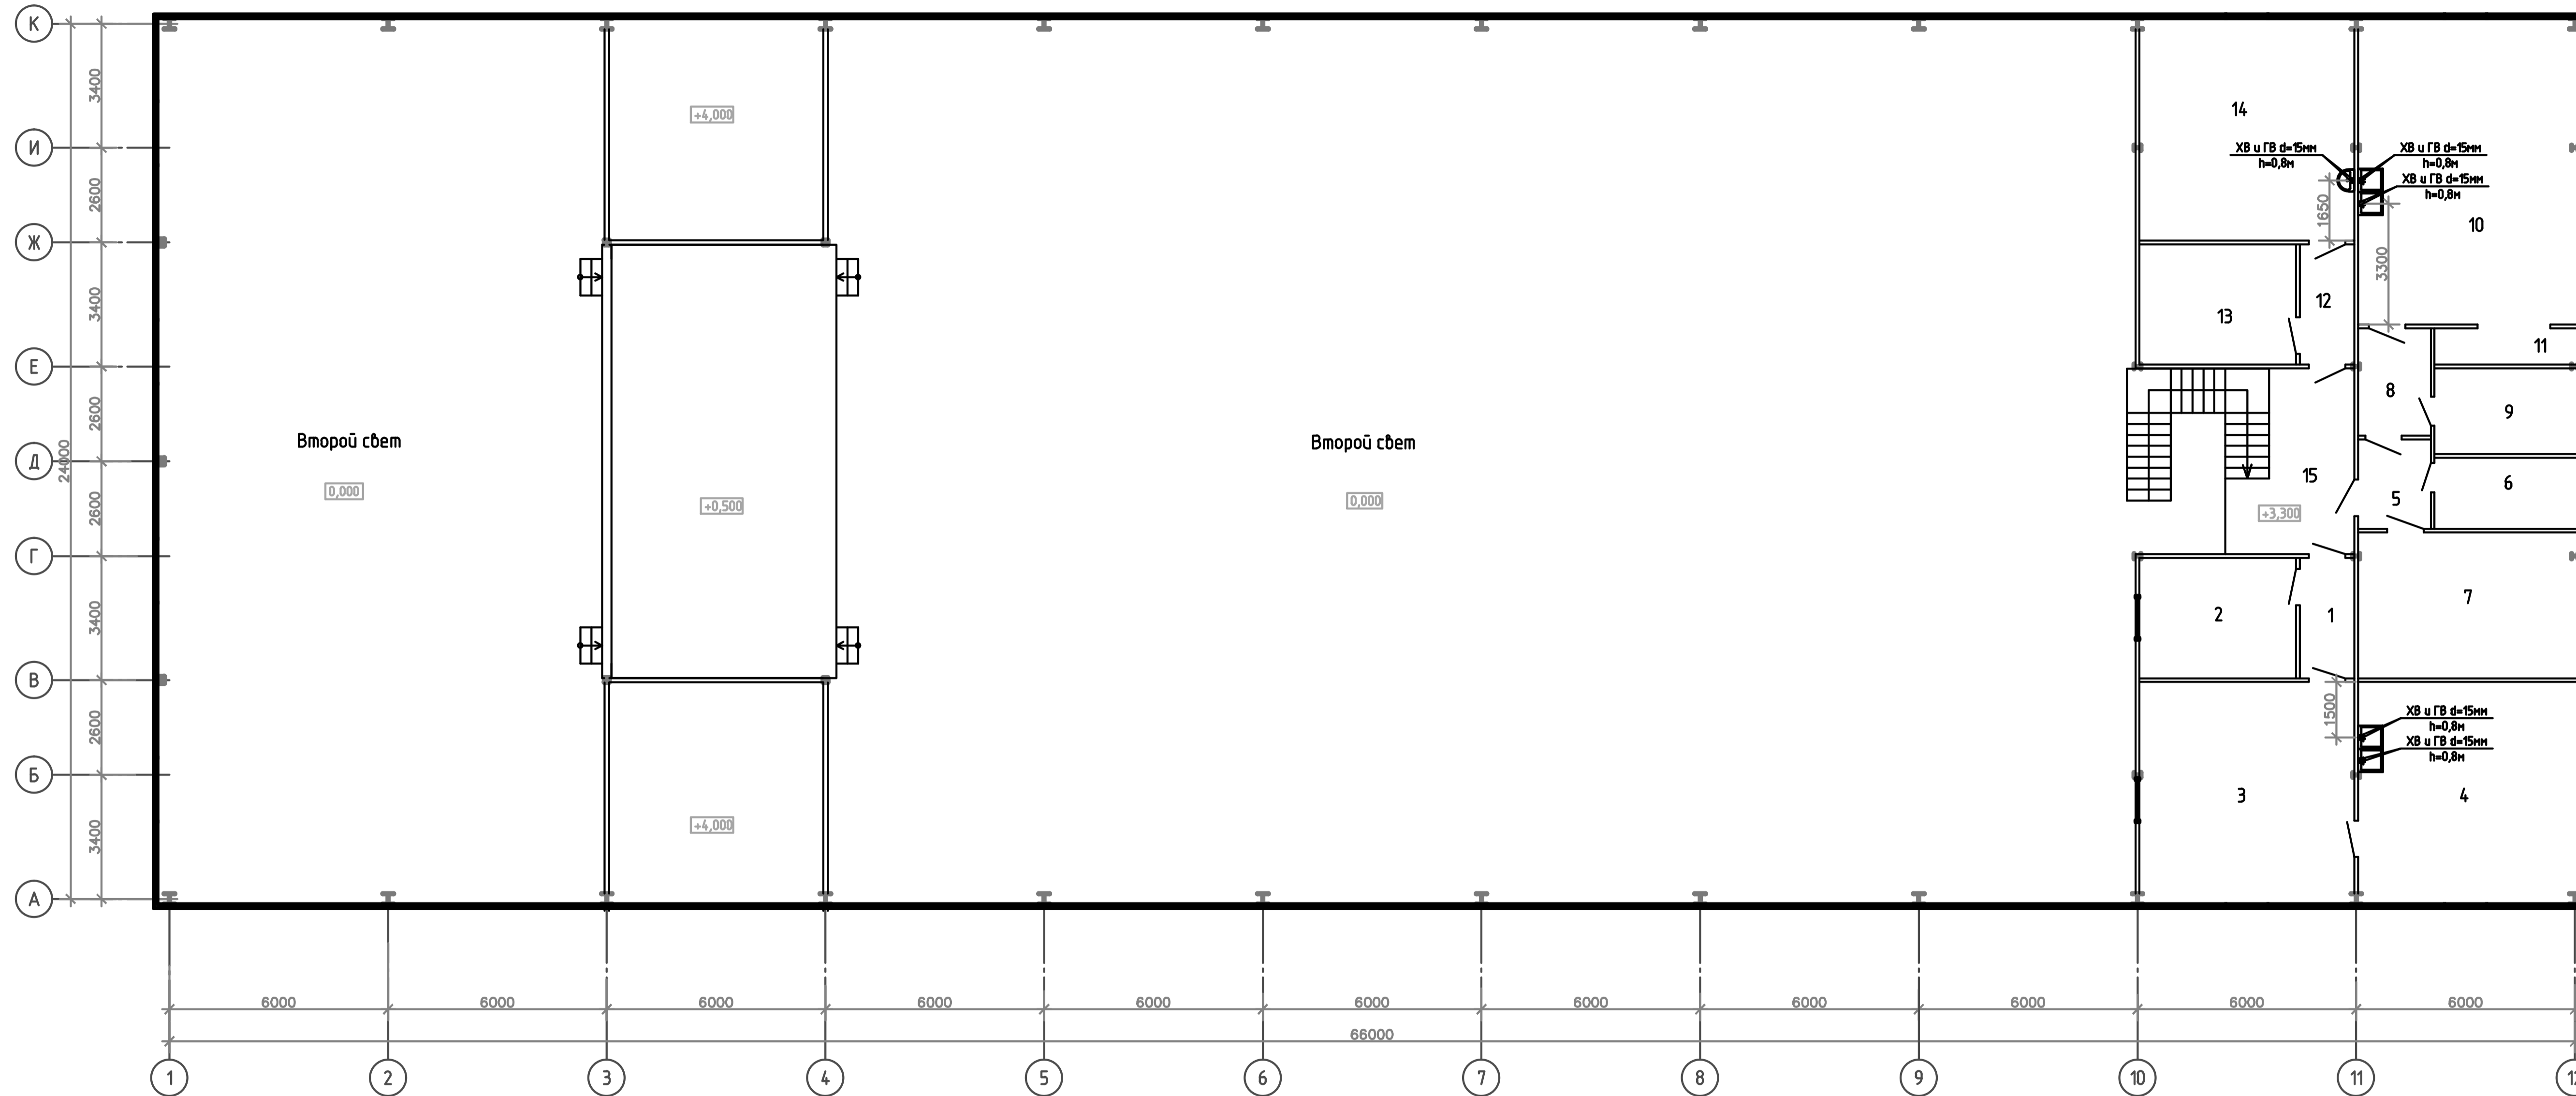 К
И
Ж
Е
Д
Г
В
Б
А
3400
2600
3400
2600
2600
3400
2600
3400
24000
Второй свет
0,000
+4,000
+0,500
+4,000
Второй свет
0,000
14
ХВ и ГВ d=15мм
h=0,8м
ХВ и ГВ d=15мм
h=0,8м
ХВ и ГВ d=15мм
h=0,8м
10
1650
3300
12
13
11
8
9
15
5
6
+3,300
2
1
7
1500
ХВ и ГВ d=15мм
h=0,8м
ХВ и ГВ d=15мм
h=0,8м
3
4
6000
6000
6000
6000
6000
6000
6000
6000
6000
6000
6000
66000
1
2
3
4
5
6
7
8
9
10
11